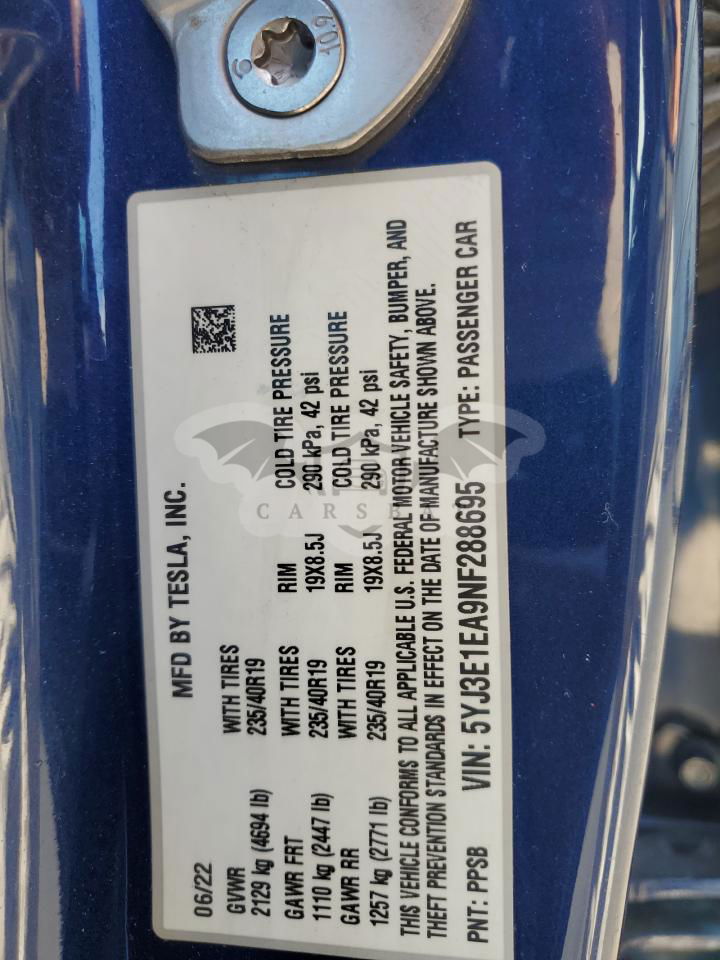 6 10.9
MFD BY TESLA, INC.
06/22
GVWR WITH TIRES
2129 kg (4694 lb) 235/40R19
GAWR FRT WITH TIRES RIM COLD TIRE PRESSURE
1110 kg (2447 lb) 235/40R19 19X8.5J 290 kPa, 42 psi
GAWR RR WITH TIRES RIM COLD TIRE PRESSURE
1257 kg (2771 lb) 235/40R19 19X8.5J 290 kPa, 42 psi
THIS VEHICLE CONFORMS TO ALL APPLICABLE U.S. FEDERAL MOTOR VEHICLE SAFETY, BUMPER, AND
THEFT PREVENTION STANDARDS IN EFFECT ON THE DATE OF MANUFACTURE SHOWN ABOVE.
PNT: PPSB VIN: 5YJ3E1EA9NF288695 TYPE: PASSENGER CAR